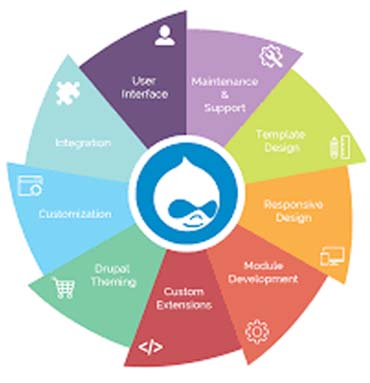 User
Interface
Maintenance
&
Support
Template
Design
Responsive
Design
Module
Development
Custom
Extensions
</>
Drupal
Theming
Customization
Integration